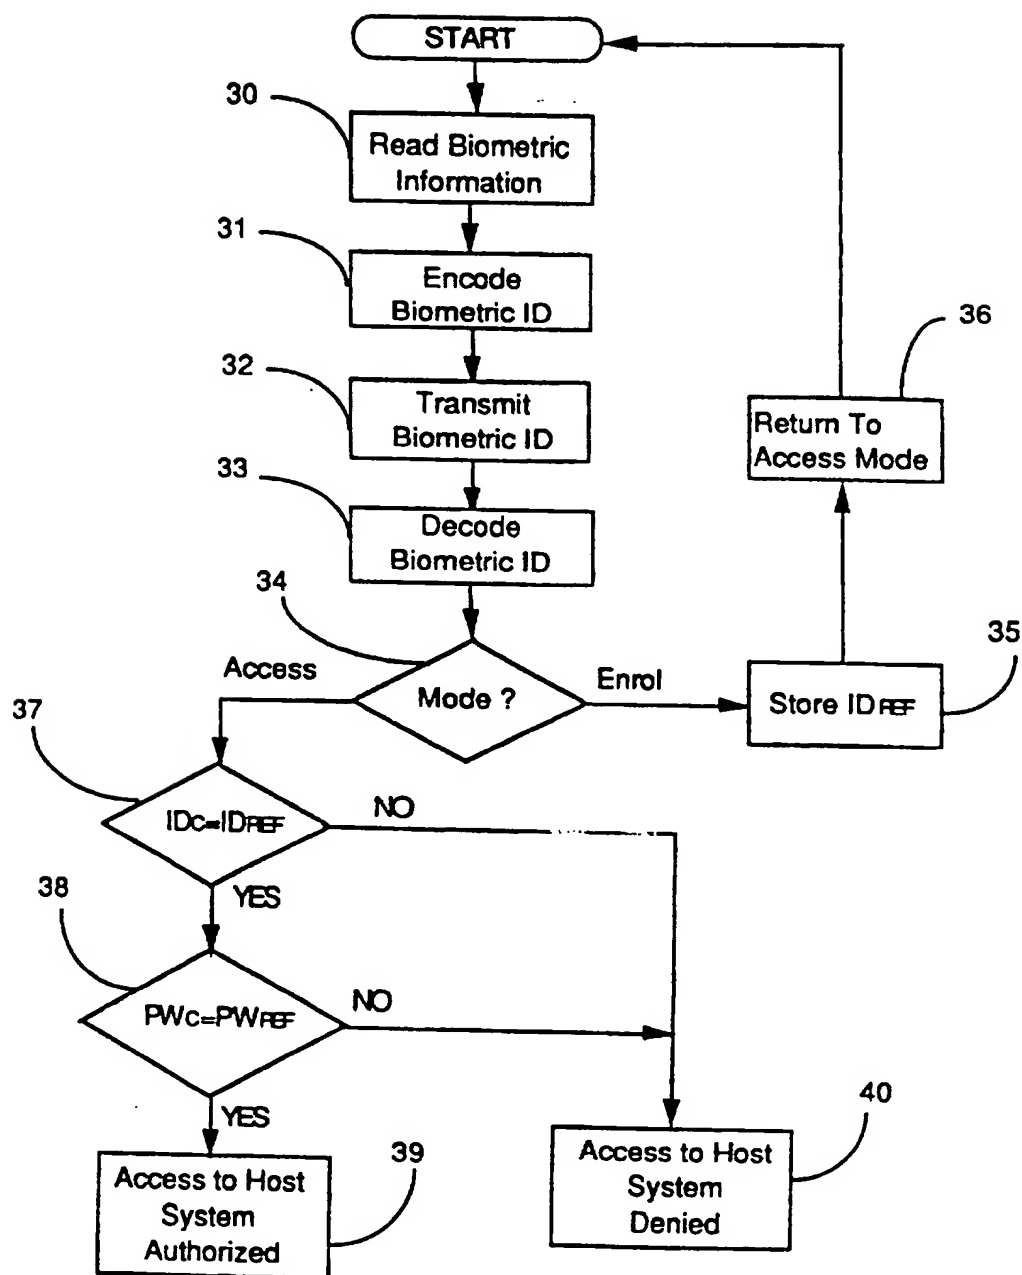 START
30
Read Biometric
Information
31
Encode
Biometric ID
32
Transmit
Biometric ID
33
Decode
Biometric ID
36
Return To
Access Mode
34
Mode ?
Access
Enrol
35
Store IDREF
37
IDC=IDREF
NO
YES
38
PWC=PWREF
NO
YES
39
Access to Host
System
Authorized
40
Access to Host
System
Denied